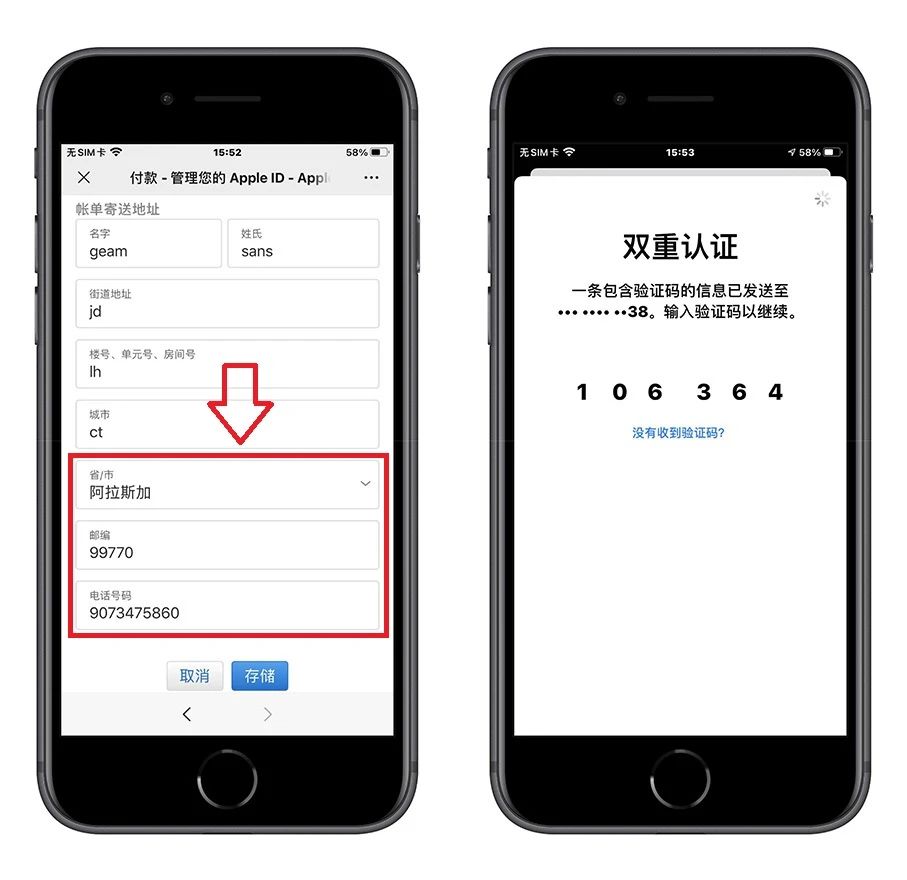 无SIM卡 15:52 58%
付款 - 管理您的 Apple ID - Appl
帐单寄送地址
名字
geam
姓氏
sans
街道地址
jd
楼号、单元号、房间号
lh
城市
ct
省/市
阿拉斯加
邮编
99770
电话号码
9073475860
取消 存储
无SIM卡 15:53 58%
双重认证
一条包含验证码的信息已发送至
••• •••• ••38。输入验证码以继续。
1 0 6 3 6 4
没有收到验证码?